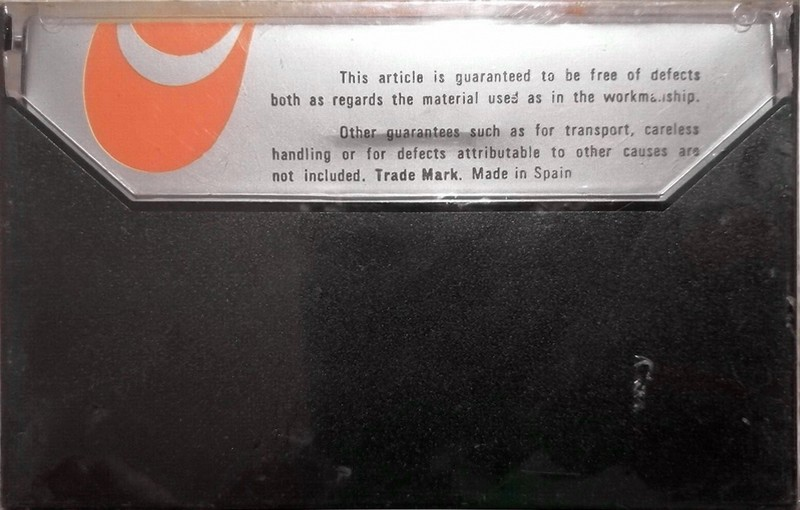 This article is guaranteed to be free of defects
both as regards the material used as in the workmanship.
Other guarantees such as for transport, careless
handling or for defects attributable to other causes are
not included. Trade Mark. Made in Spain